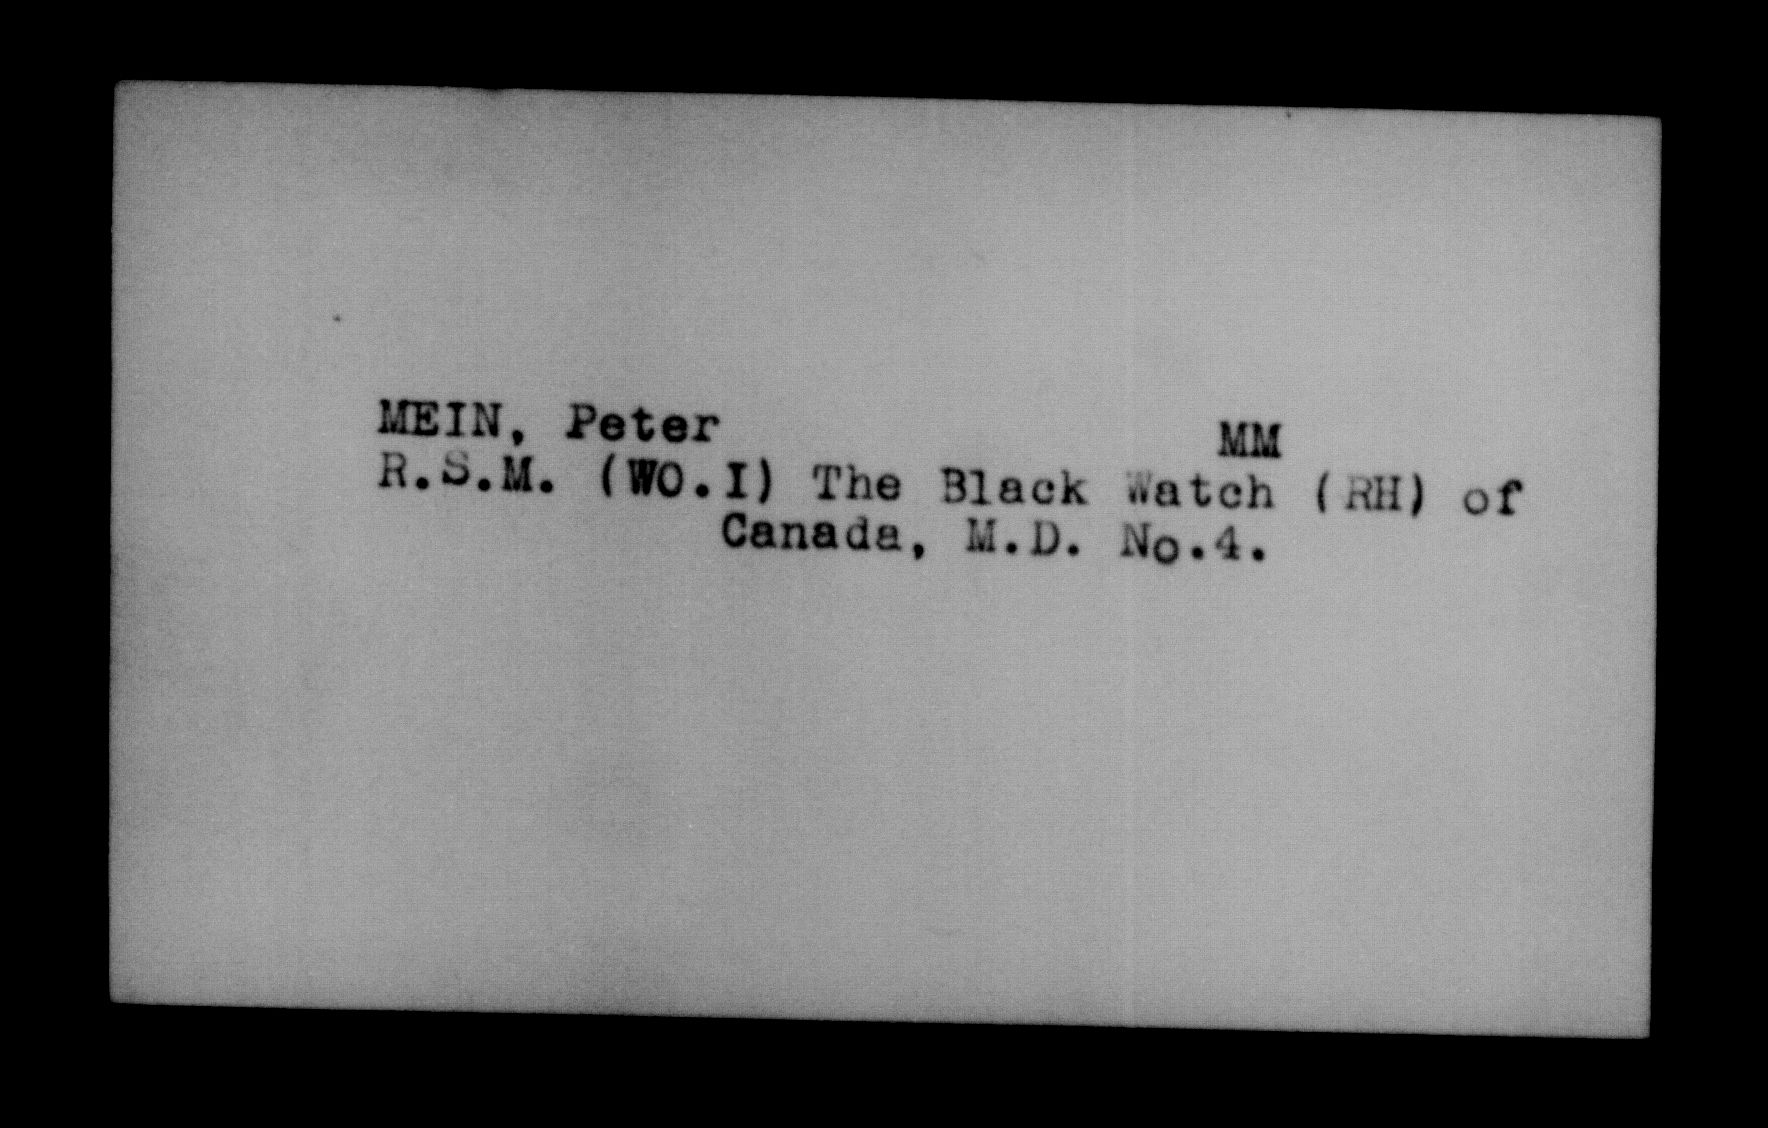 MEIN, Peter MM
R.S.M. (WO.I) The Black Watch (RH) of
Canada, M.D. No.4.